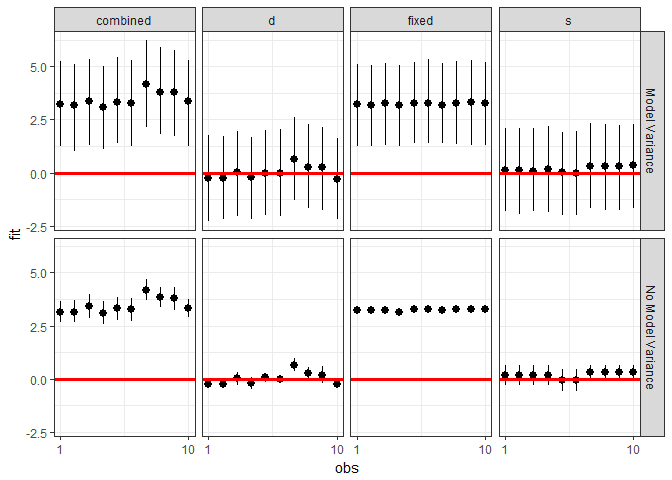 combined d fixed s
5.0
2.5
0.0
-2.5
Model Variance
5.0
2.5
0.0
-2.5
No Model Variance
fit
1 10 1 10 1 10 1 10
obs